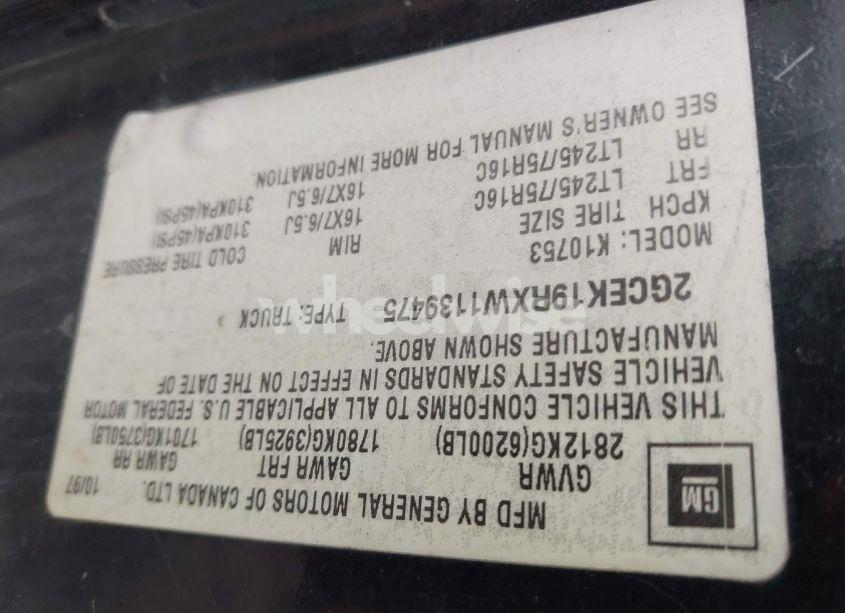 MFD BY GENERAL MOTORS OF CANADA LTD.
10/97
GM
GVWR GAWR FRT GAWR RR
2812KG(6200LB) 1780KG(3925LB) 1701KG(3750LB)
THIS VEHICLE CONFORMS TO ALL APPLICABLE U.S. FEDERAL MOTOR
VEHICLE SAFETY STANDARDS IN EFFECT ON THE DATE OF
MANUFACTURE SHOWN ABOVE.
2GCEK19RXW1139475 TYPE: TRUCK
MODEL: K10753
KPCH TIRE SIZE RIM COLD TIRE PRESSURE
FRT LT245/75R16C 16X7/6.5J 310KPA(45PSI)
RR LT245/75R16C 16X7/6.5J 310KPA(45PSI)
SEE OWNER'S MANUAL FOR MORE INFORMATION.
wheelwise